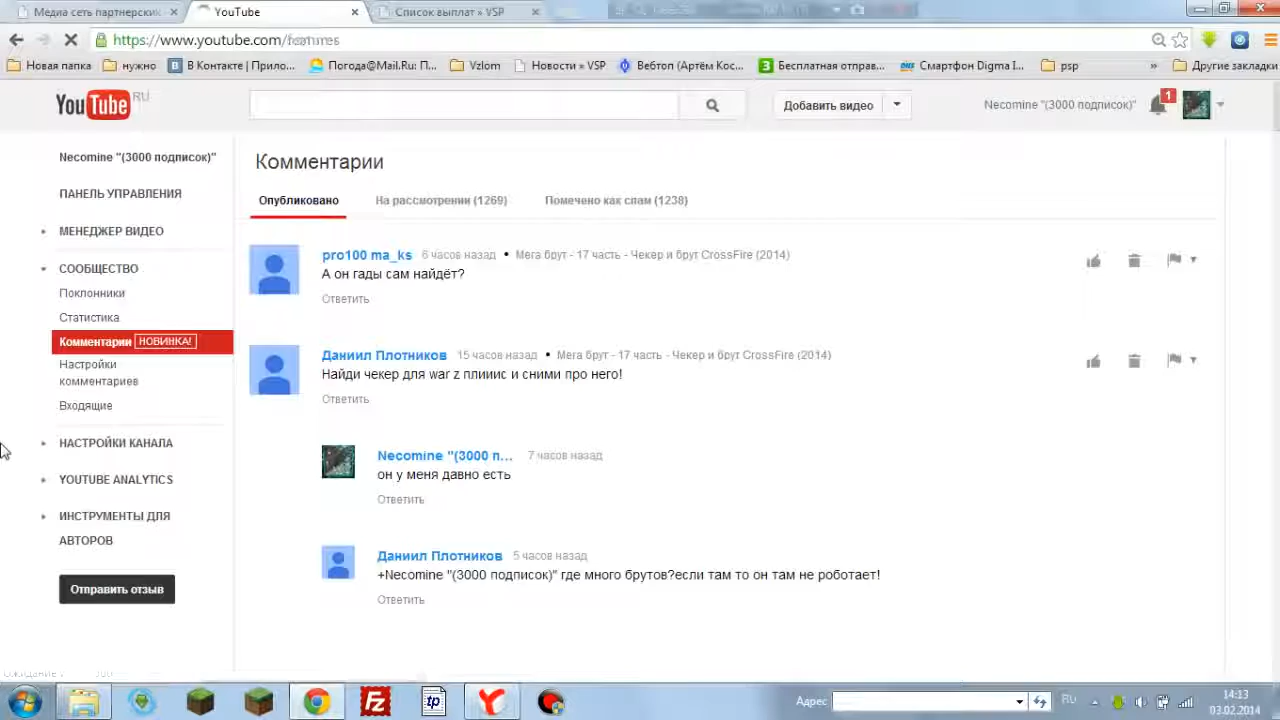 Медиа сеть партнерски
YouTube
Список выплат » VSP
https://www.youtube.com/
Новая папка
нужно
В Контакте | Прило...
Погода@Mail.Ru: П...
Vzlom
Новости » VSP
Вебтоп (Артём Кос...
Бесплатная отправ...
Смартфон Digma I...
psp
»
Другие закладки
YouTube RU
Добавить видео
Necomine "(3000 подписок)"
1
Necomine "(3000 подписок)"
ПАНЕЛЬ УПРАВЛЕНИЯ
МЕНЕДЖЕР ВИДЕО
СООБЩЕСТВО
Поклонники
Статистика
Комментарии НОВИНКА!
Настройки
комментариев
Входящие
НАСТРОЙКИ КАНАЛА
YOUTUBE ANALYTICS
ИНСТРУМЕНТЫ ДЛЯ
АВТОРОВ
Отправить отзыв
Комментарии
Опубликовано
На рассмотрении (1269)
Помечено как спам (1238)
pro100 ma_ks 6 часов назад • Мега брут - 17 часть - Чекер и брут CrossFire (2014)
А он гады сам найдёт?
Ответить
Даниил Плотников 15 часов назад • Мега брут - 17 часть - Чекер и брут CrossFire (2014)
Найди чекер для war z плииис и сними про него!
Ответить
Necomine "(3000 п... 7 часов назад
он у меня давно есть
Ответить
Даниил Плотников 5 часов назад
+Necomine "(3000 подписок)" где много брутов?если там то он там не роботает!
Ответить
Адрес
RU
14:13
03.02.2014